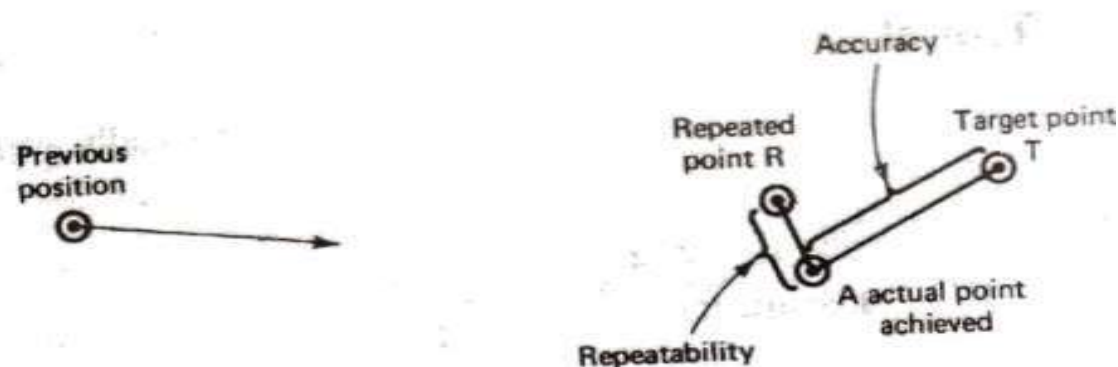 Accuracy
Repeated
point R
Target point
T
Previous
position
A actual point
achieved
Repeatability